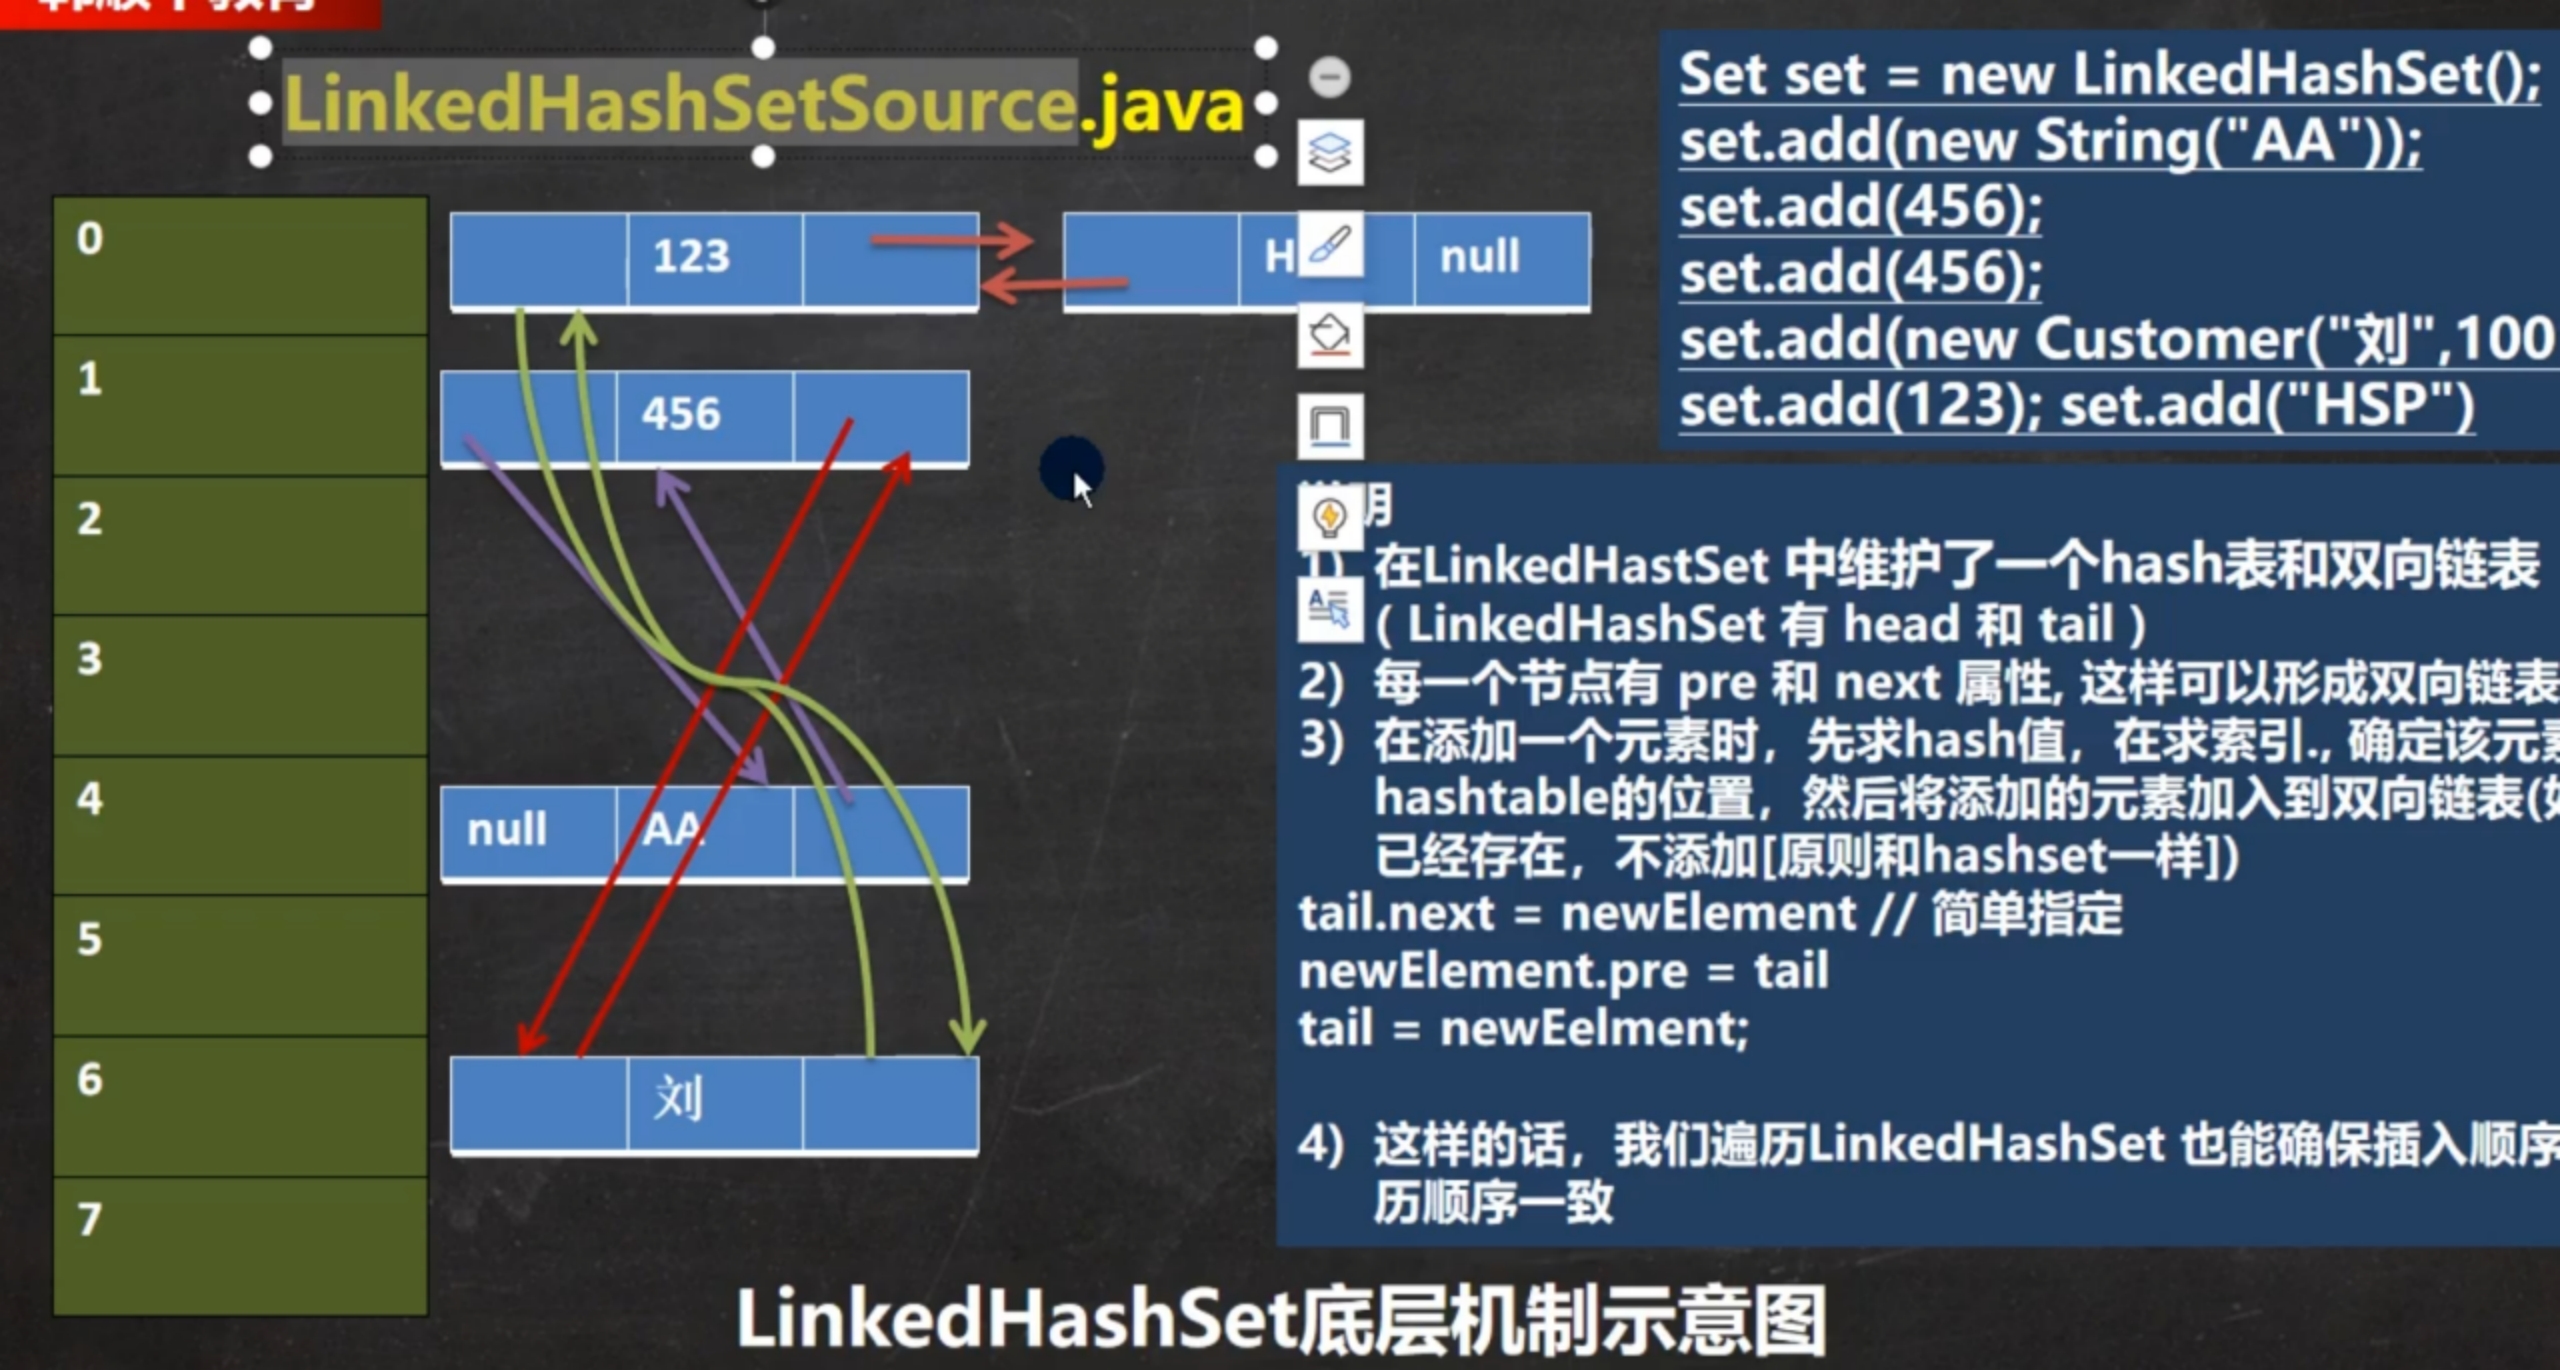 LinkedHashSetSource.java
Set set = new LinkedHashSet();
set.add(new String("AA"));
set.add(456);
set.add(456);
set.add(new Customer("刘",100
set.add(123); set.add("HSP")
0
123
H
null
1
456
2
3
4
null
AA
5
6
刘
7
明
1) 在LinkedHastSet 中维护了一个hash表和双向链表
( LinkedHashSet 有 head 和 tail )
2) 每一个节点有 pre 和 next 属性, 这样可以形成双向链表
3) 在添加一个元素时，先求hash值，在求索引., 确定该元素
hashtable的位置，然后将添加的元素加入到双向链表(如
已经存在，不添加[原则和hashset一样])
tail.next = newElement // 简单指定
newElement.pre = tail
tail = newEelment;
4) 这样的话，我们遍历LinkedHashSet 也能确保插入顺序
历顺序一致
LinkedHashSet底层机制示意图